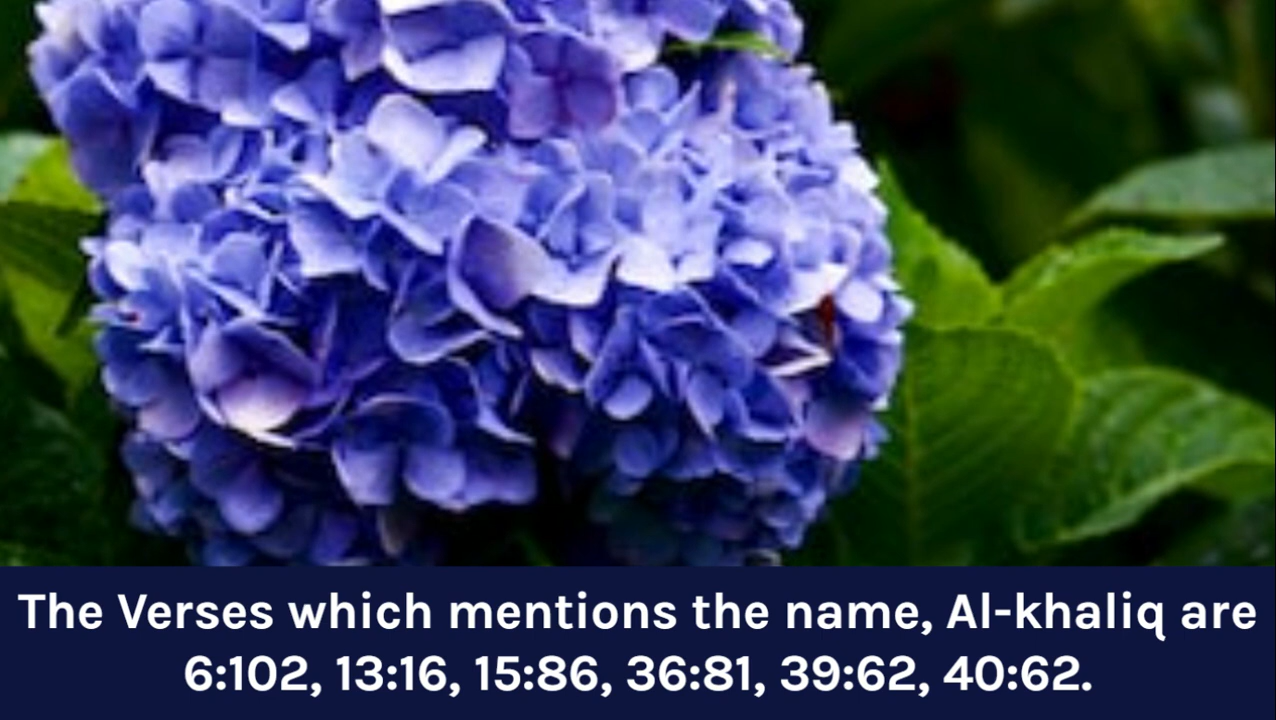 The Verses which mentions the name, Al-khaliq are
6:102, 13:16, 15:86, 36:81, 39:62, 40:62.